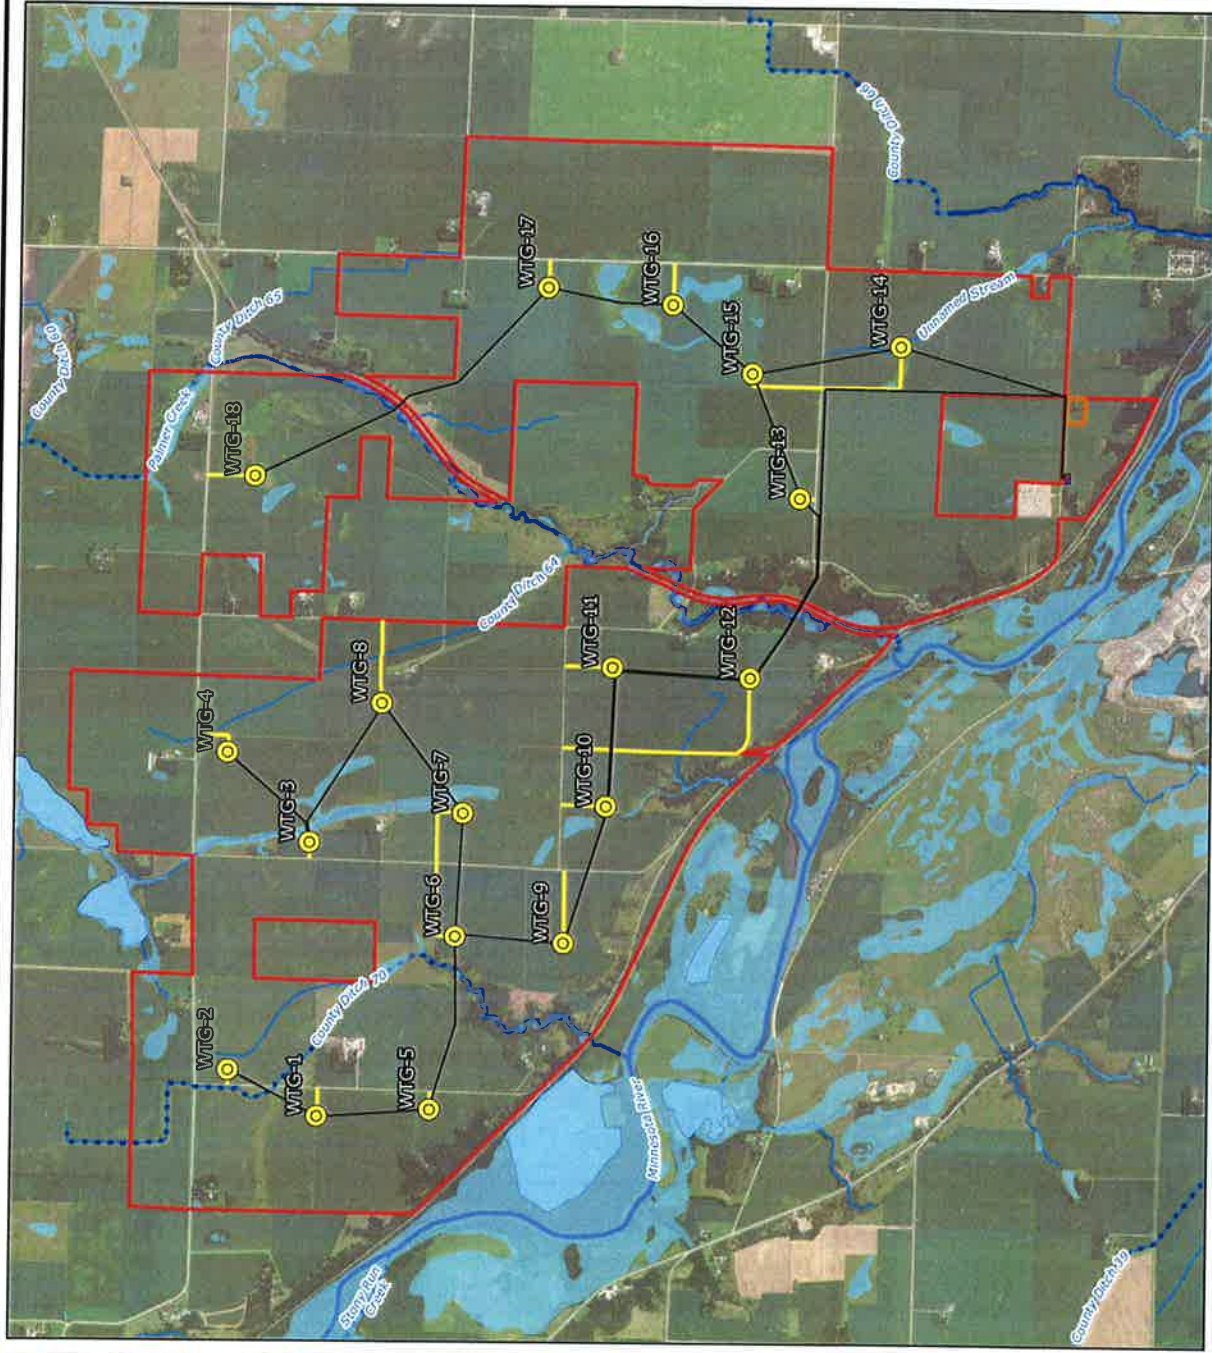 County Ditch 60
County Ditch 65
Palmer Creek
County Ditch 66
WTG-18
WTG-17
WTG-16
WTG-15
WTG-14
Unnamed Stream
WTG-13
County Ditch 64
WTG-11
WTG-12
WTG-8
WTG-4
WTG-3
WTG-7
WTG-10
WTG-6
WTG-9
County Ditch 70
WTG-2
WTG-1
WTG-5
Minnesota River
Stony Run
Creek
County Ditch 39